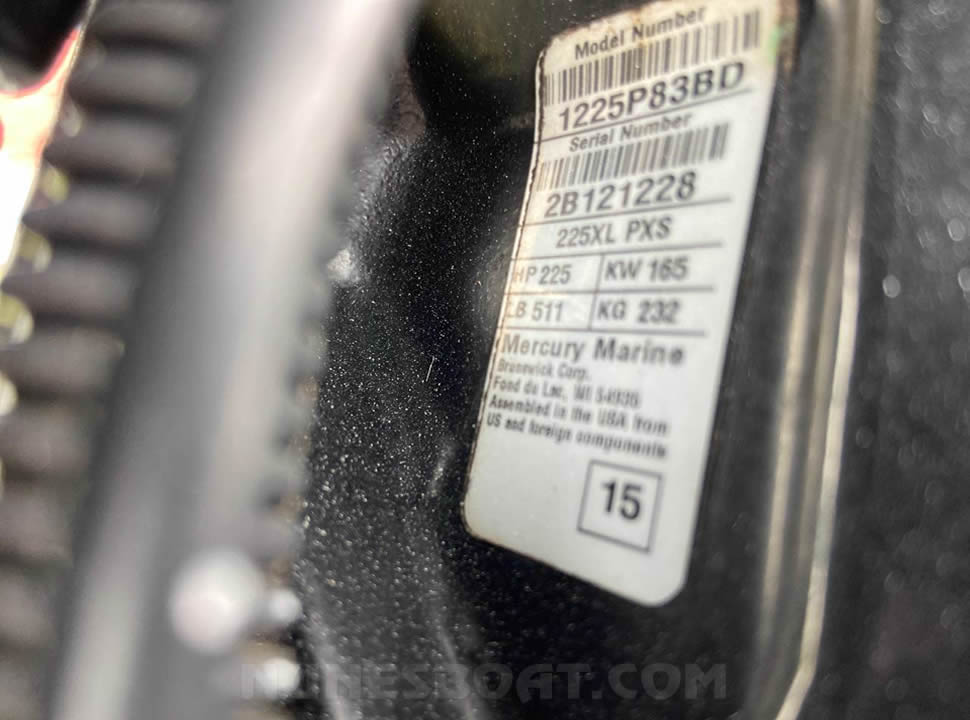 Model Number
1225P83BD
Serial Number
2B121228
225XL PXS
HP 225 KW 165
LB 511 KG 232
Mercury Marine
Brunswick Corp.
Fond du Lac, WI 54935
Assembled in the USA from
US and foreign components
15